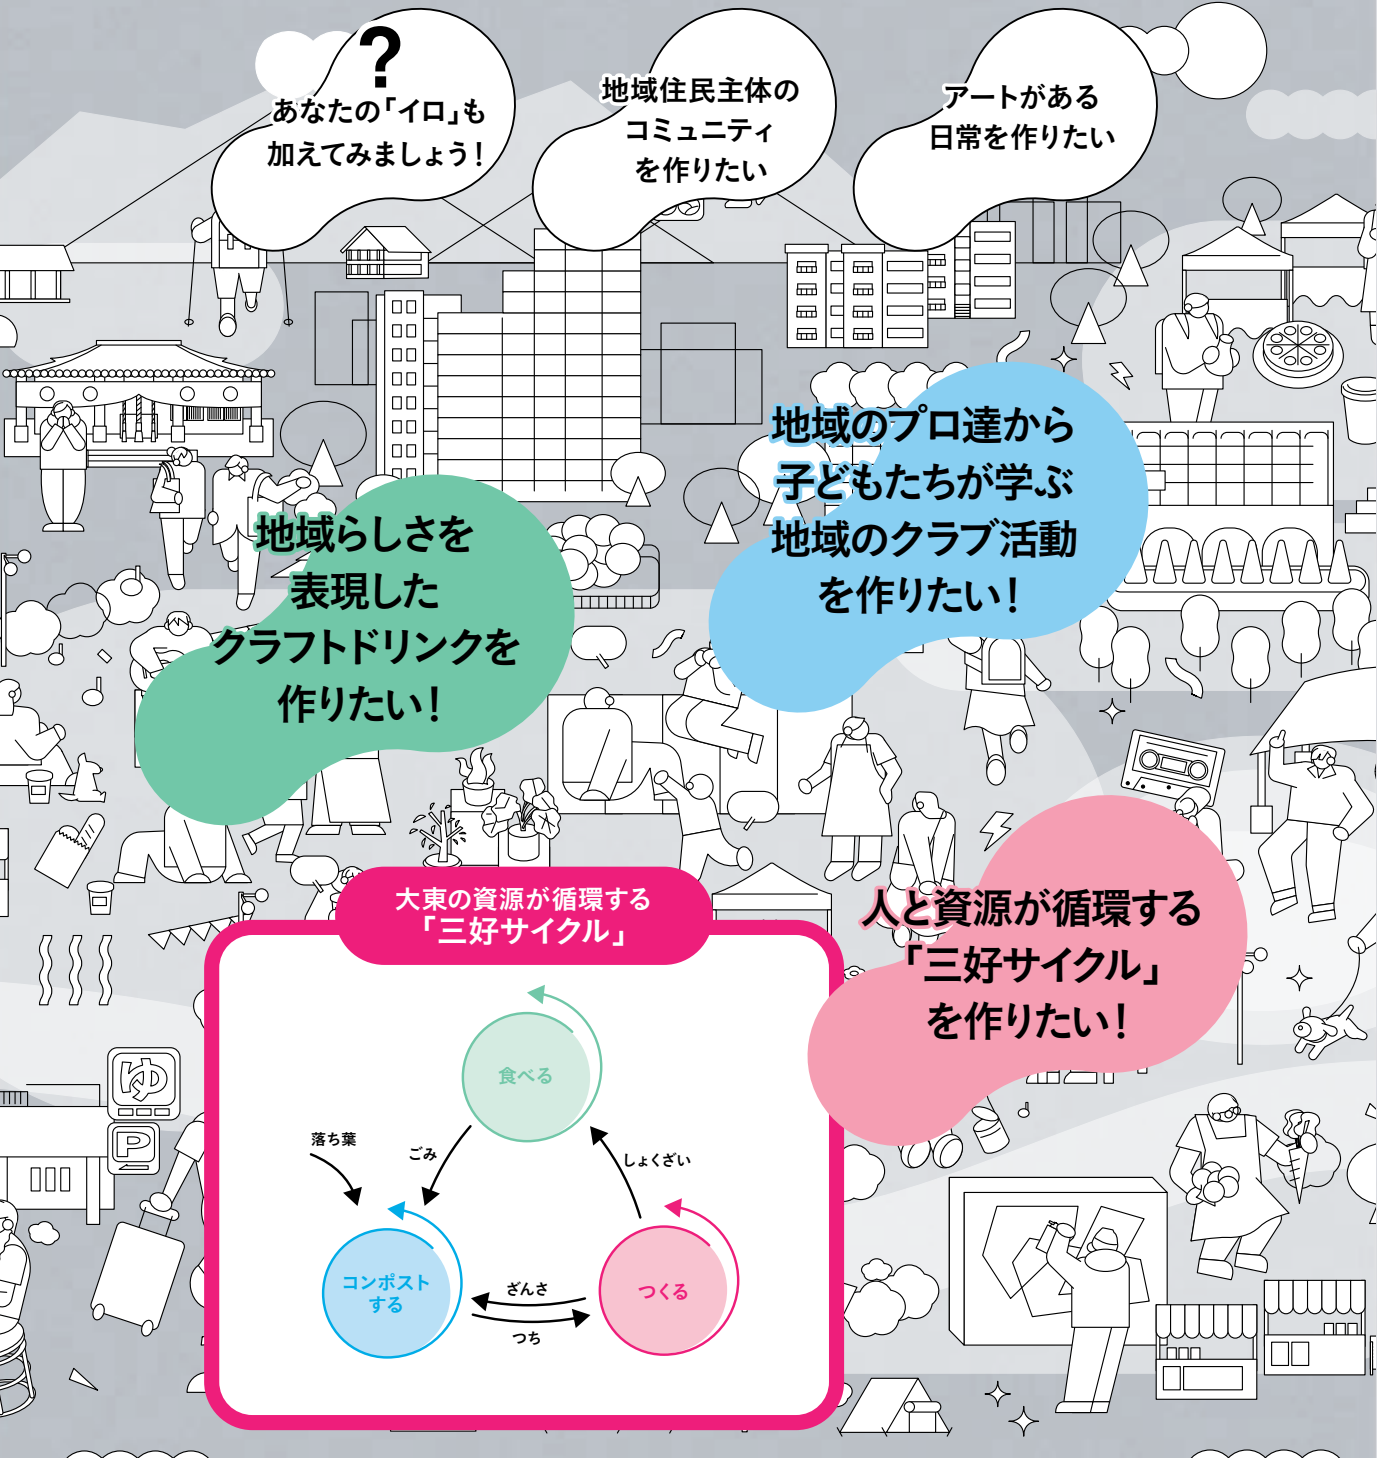 ?
あなたの「イロ」も
加えてみましょう！
地域住民主体の
コミュニティ
を作りたい
アートがある
日常を作りたい
地域のプロ達から
子どもたちが学ぶ
地域のクラブ活動
を作りたい！
地域らしさを
表現した
クラフトドリンクを
作りたい！
人と資源が循環する
「三好サイクル」
を作りたい！
大東の資源が循環する
「三好サイクル」
食べる
落ち葉
ごみ
しょくざい
コンポスト
する
ざんさ
つち
つくる
ゆ
P